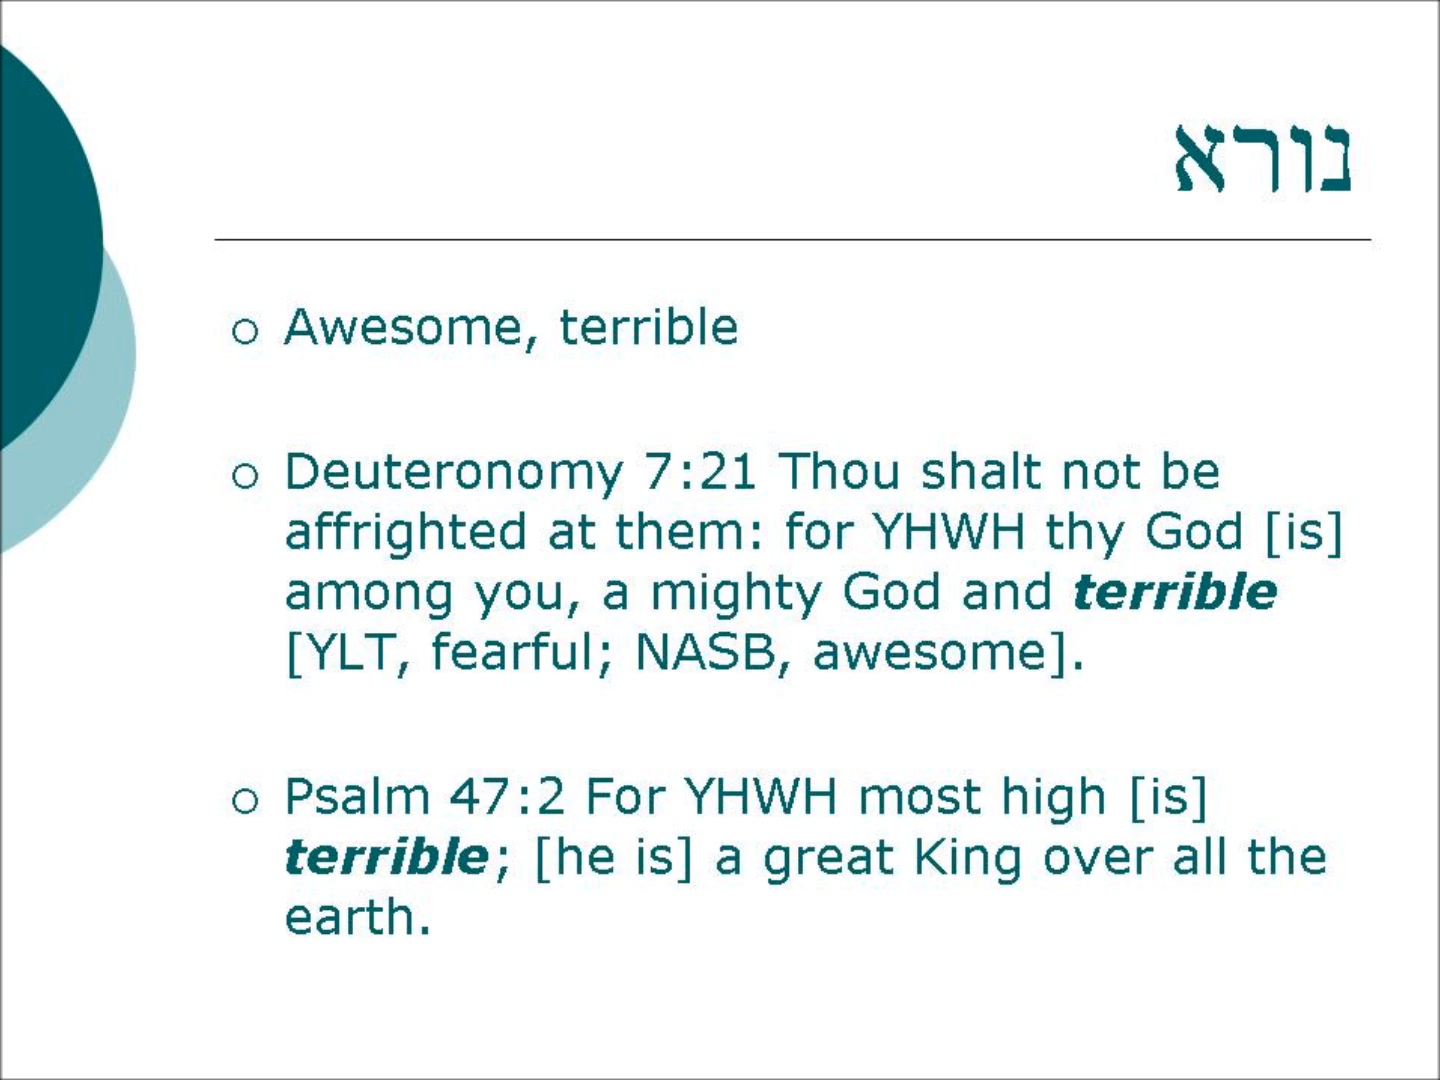 נורא
Awesome, terrible
Deuteronomy 7:21 Thou shalt not be
affrighted at them: for YHWH thy God [is]
among you, a mighty God and terrible
[YLT, fearful; NASB, awesome].
Psalm 47:2 For YHWH most high [is]
terrible; [he is] a great King over all the
earth.